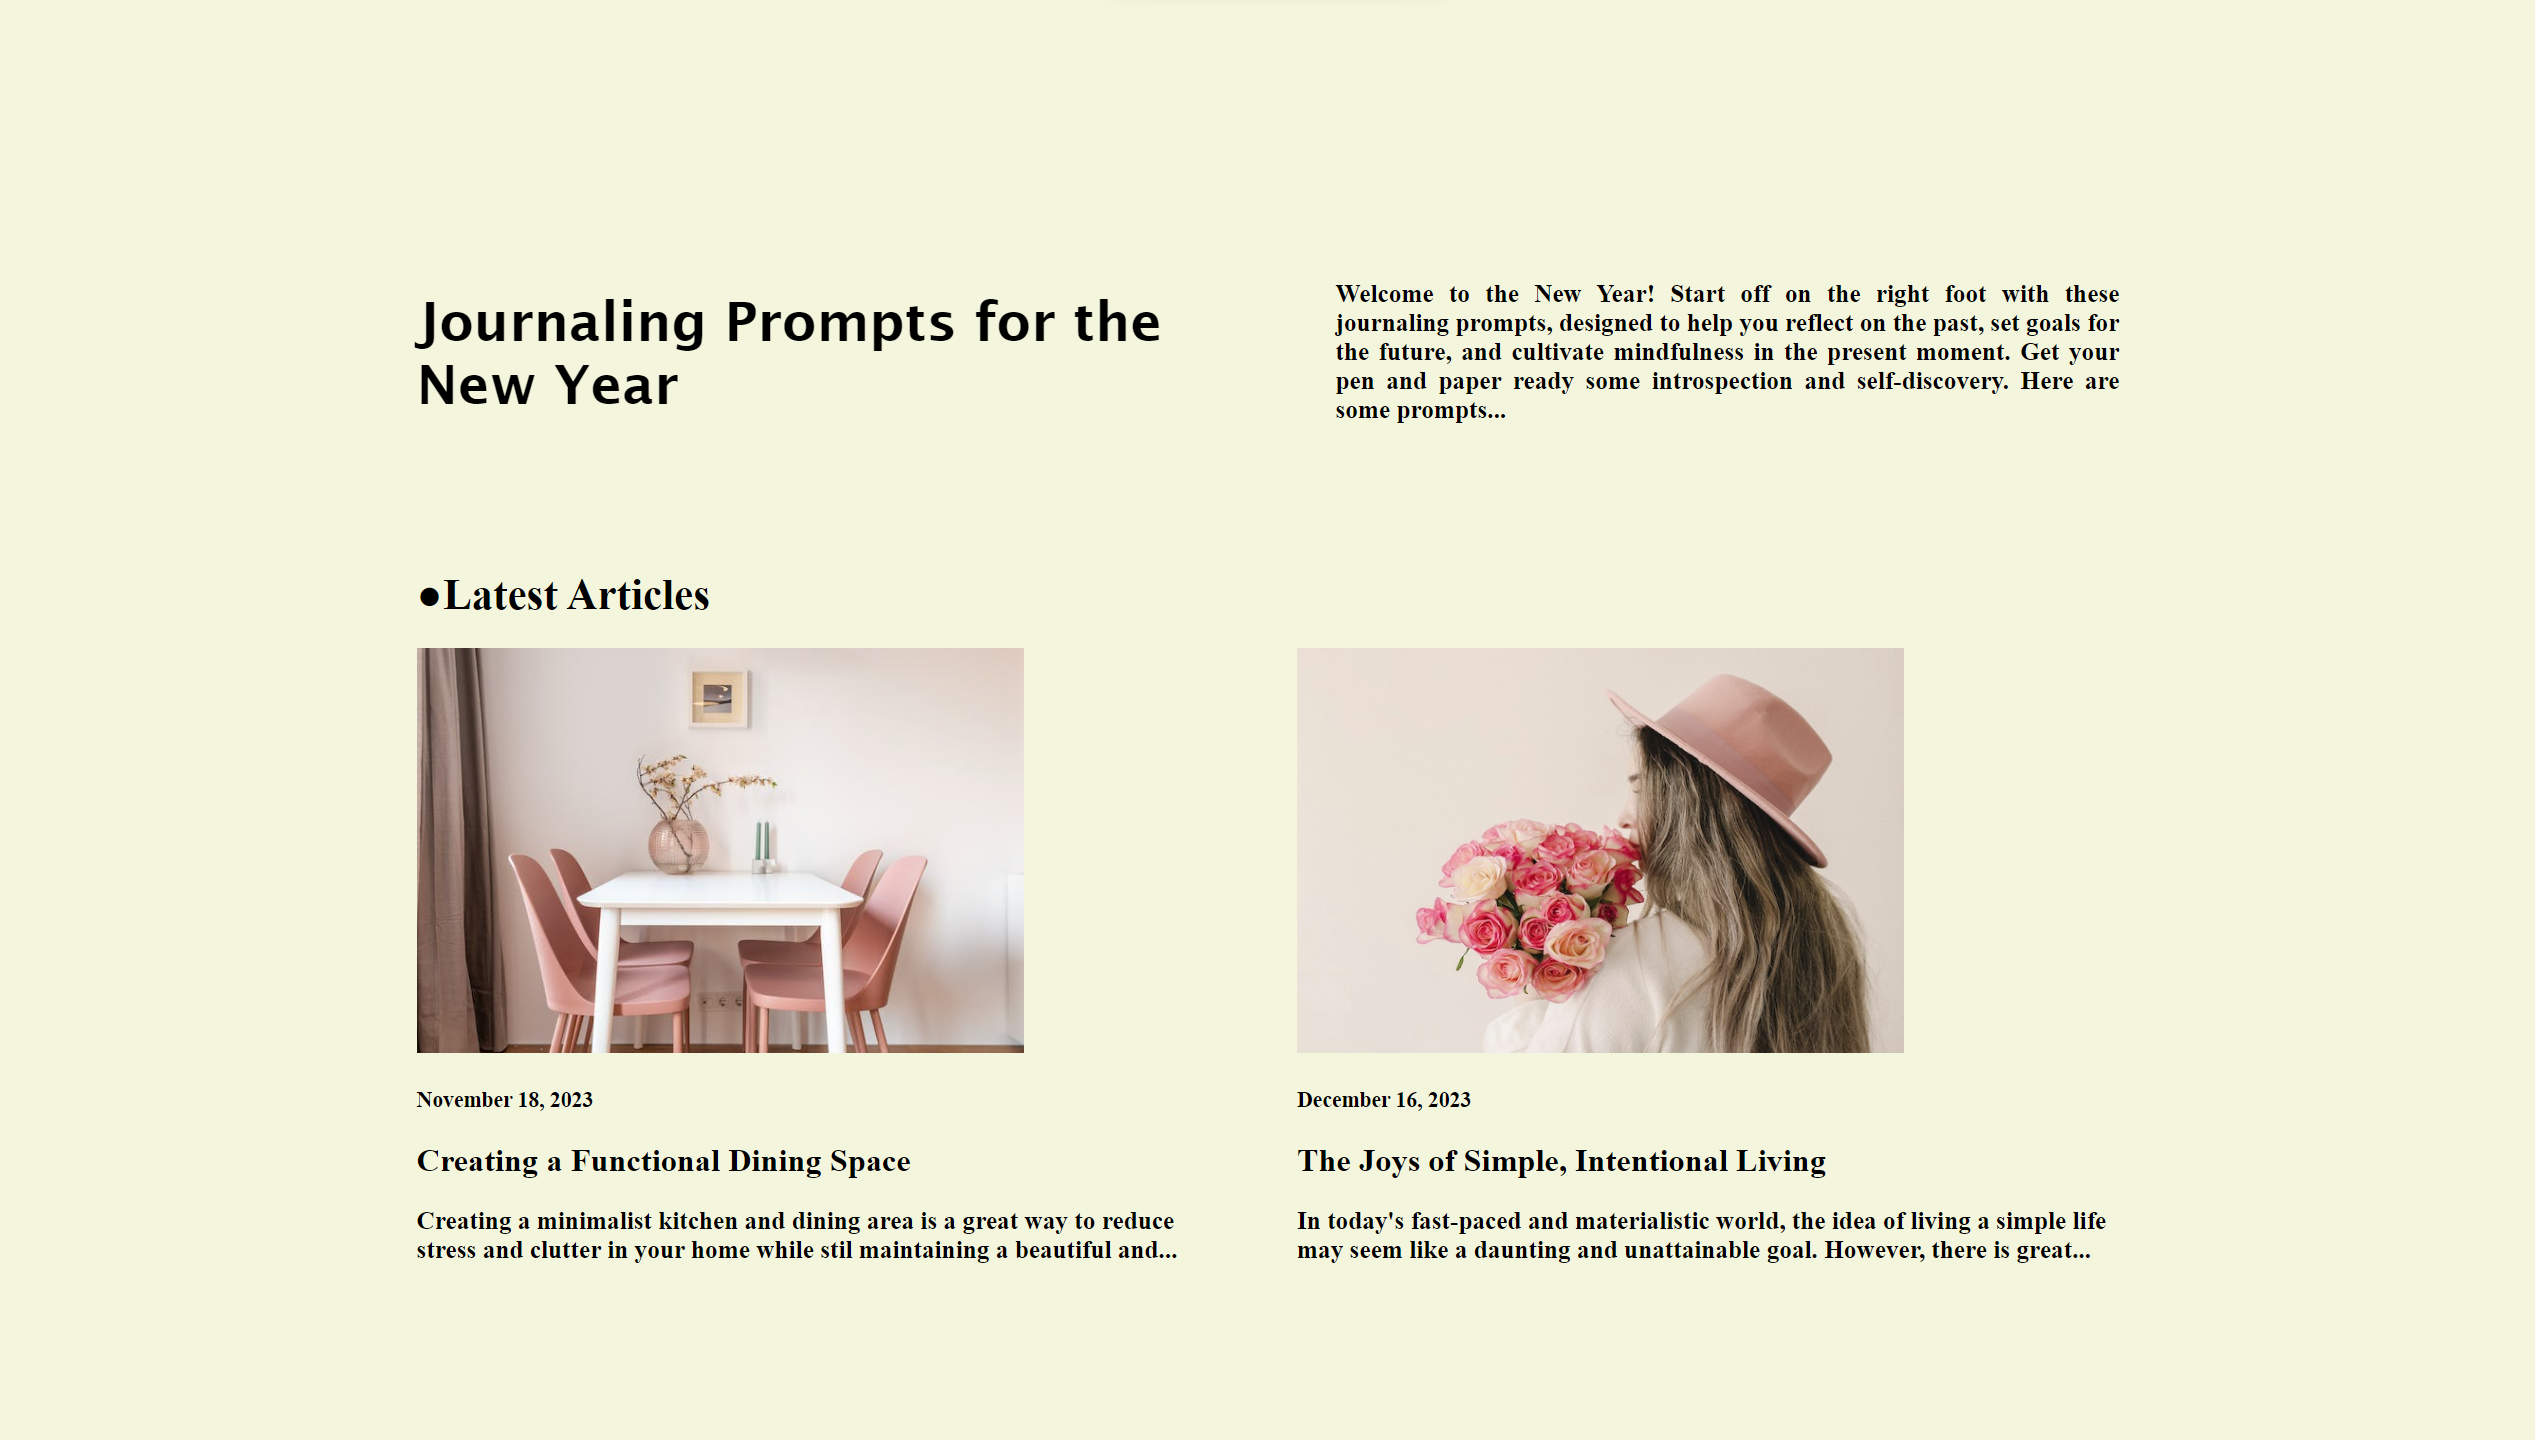 Journaling Prompts for the
New Year
Welcome to the New Year! Start off on the right foot with these
journaling prompts, designed to help you reflect on the past, set goals for
the future, and cultivate mindfulness in the present moment. Get your
pen and paper ready some introspection and self-discovery. Here are
some prompts...
●Latest Articles
November 18, 2023
Creating a Functional Dining Space
Creating a minimalist kitchen and dining area is a great way to reduce
stress and clutter in your home while stil maintaining a beautiful and...
December 16, 2023
The Joys of Simple, Intentional Living
In today's fast-paced and materialistic world, the idea of living a simple life
may seem like a daunting and unattainable goal. However, there is great...